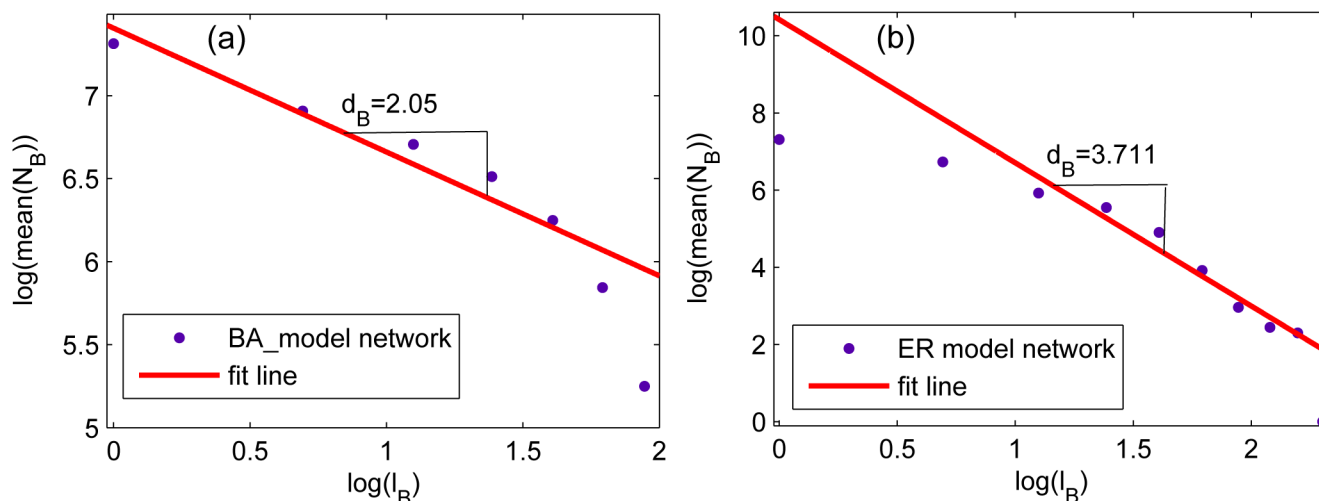 (a)
d_B=2.05
7
6.5
6
5.5
5
log(mean(N_B))
BA_model network
fit line
0
0.5
1
1.5
2
log(l_B)
(b)
d_B=3.711
10
8
6
4
2
0
log(mean(N_B))
ER model network
fit line
0
0.5
1
1.5
2
log(l_B)